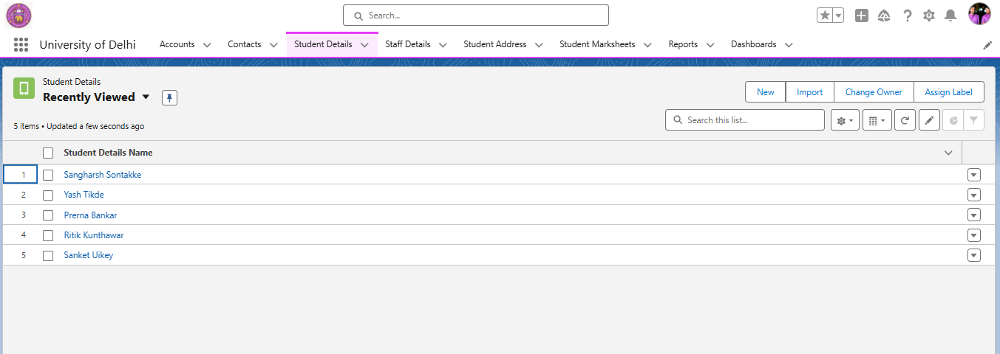 Search...
University of Delhi Accounts Contacts Student Details Staff Details Student Address Student Marksheets Reports Dashboards
Student Details
Recently Viewed
New Import Change Owner Assign Label
5 items • Updated a few seconds ago
Search this list...
Student Details Name
1 Sangharsh Sontakke
2 Yash Tikde
3 Prerna Bankar
4 Ritik Kunthawar
5 Sanket Uikey